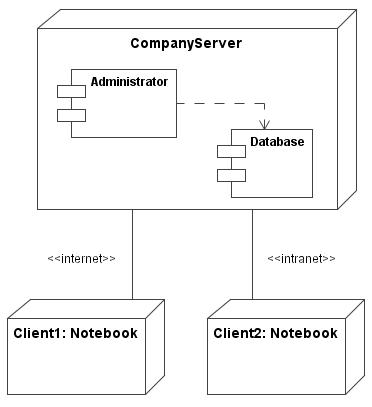 CompanyServer
Administrator
Database
<<internet>>
<<intranet>>
Client1: Notebook
Client2: Notebook